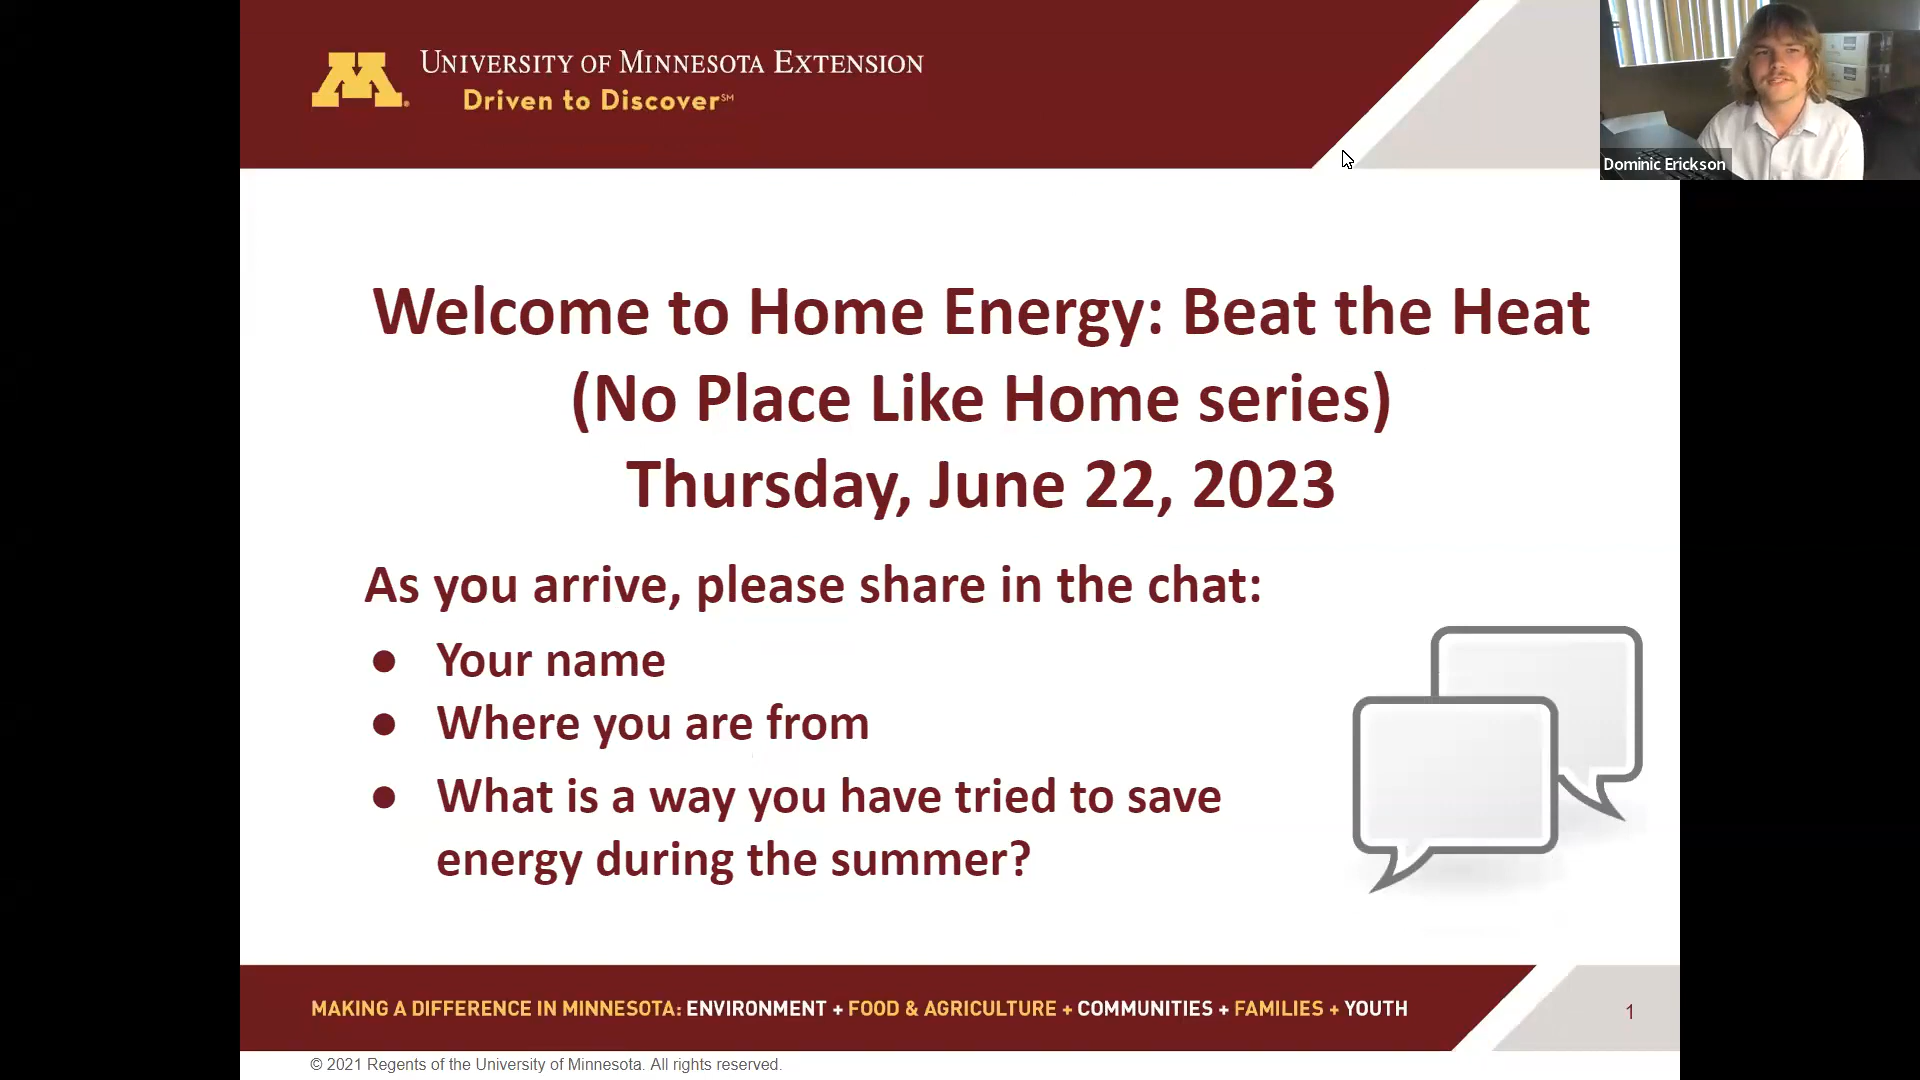 UNIVERSITY OF MINNESOTA EXTENSION
Driven to Discover℠
Dominic Erickson
Welcome to Home Energy: Beat the Heat
(No Place Like Home series)
Thursday, June 22, 2023
As you arrive, please share in the chat:
● Your name
● Where you are from
● What is a way you have tried to save
energy during the summer?
MAKING A DIFFERENCE IN MINNESOTA: ENVIRONMENT + FOOD & AGRICULTURE + COMMUNITIES + FAMILIES + YOUTH
1
© 2021 Regents of the University of Minnesota. All rights reserved.